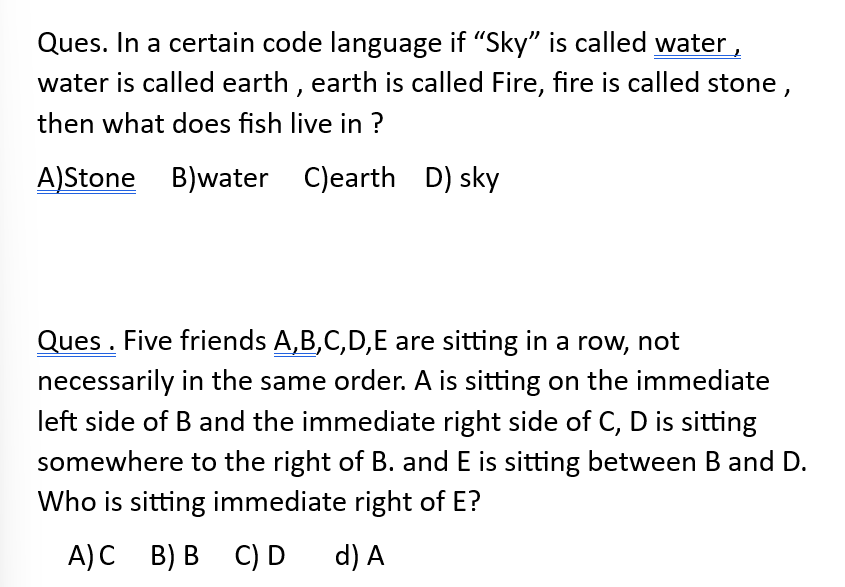 Ques. In a certain code language if “Sky” is called water ,
water is called earth , earth is called Fire, fire is called stone ,
then what does fish live in ?
A)Stone B)water C)earth D) sky
Ques . Five friends A,B,C,D,E are sitting in a row, not
necessarily in the same order. A is sitting on the immediate
left side of B and the immediate right side of C, D is sitting
somewhere to the right of B. and E is sitting between B and D.
Who is sitting immediate right of E?
A) C B) B C) D d) A